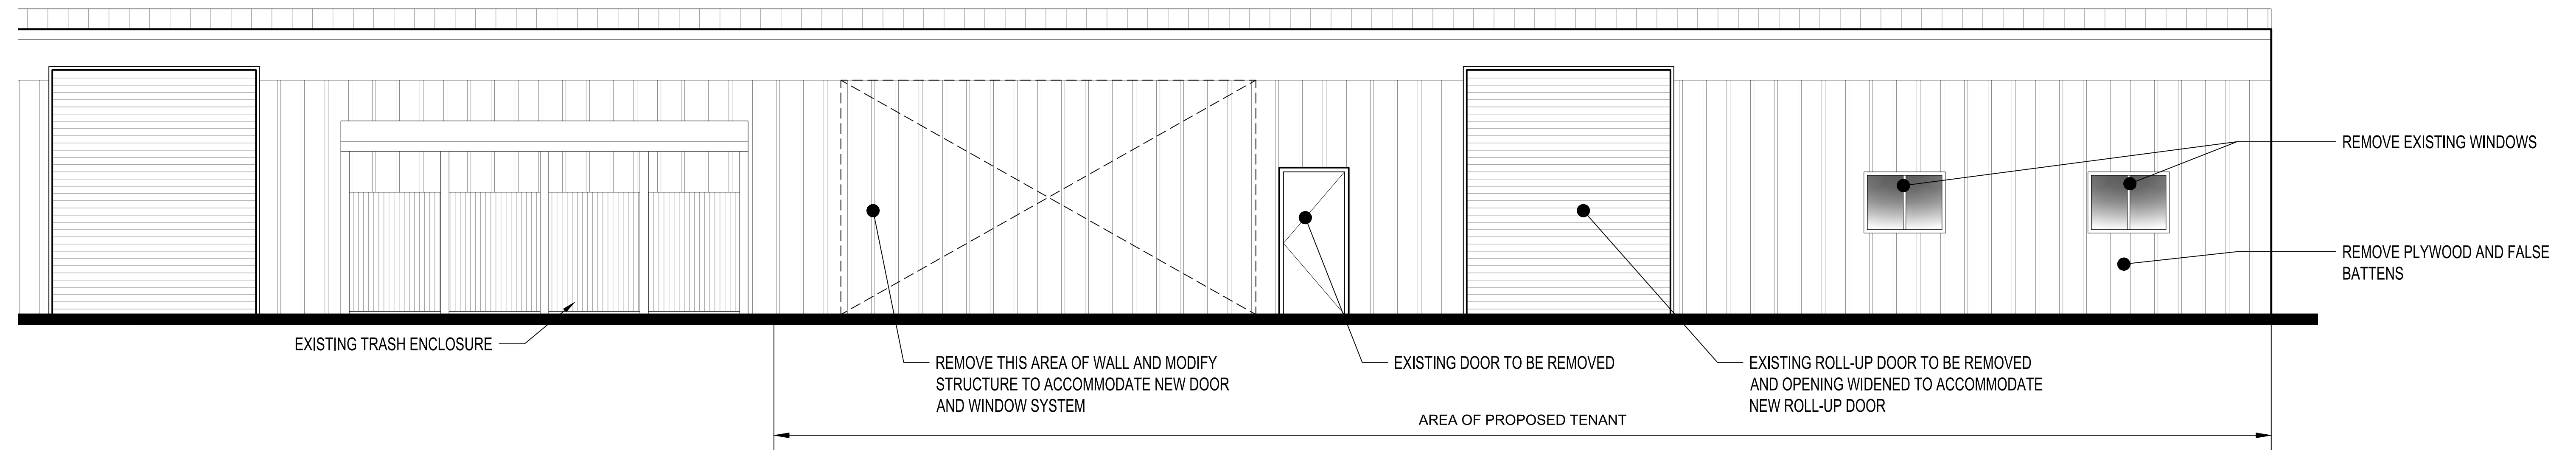 REMOVE EXISTING WINDOWS
REMOVE PLYWOOD AND FALSE
BATTENS
EXISTING TRASH ENCLOSURE
REMOVE THIS AREA OF WALL AND MODIFY
STRUCTURE TO ACCOMMODATE NEW DOOR
AND WINDOW SYSTEM
EXISTING DOOR TO BE REMOVED
EXISTING ROLL-UP DOOR TO BE REMOVED
AND OPENING WIDENED TO ACCOMMODATE
NEW ROLL-UP DOOR
AREA OF PROPOSED TENANT